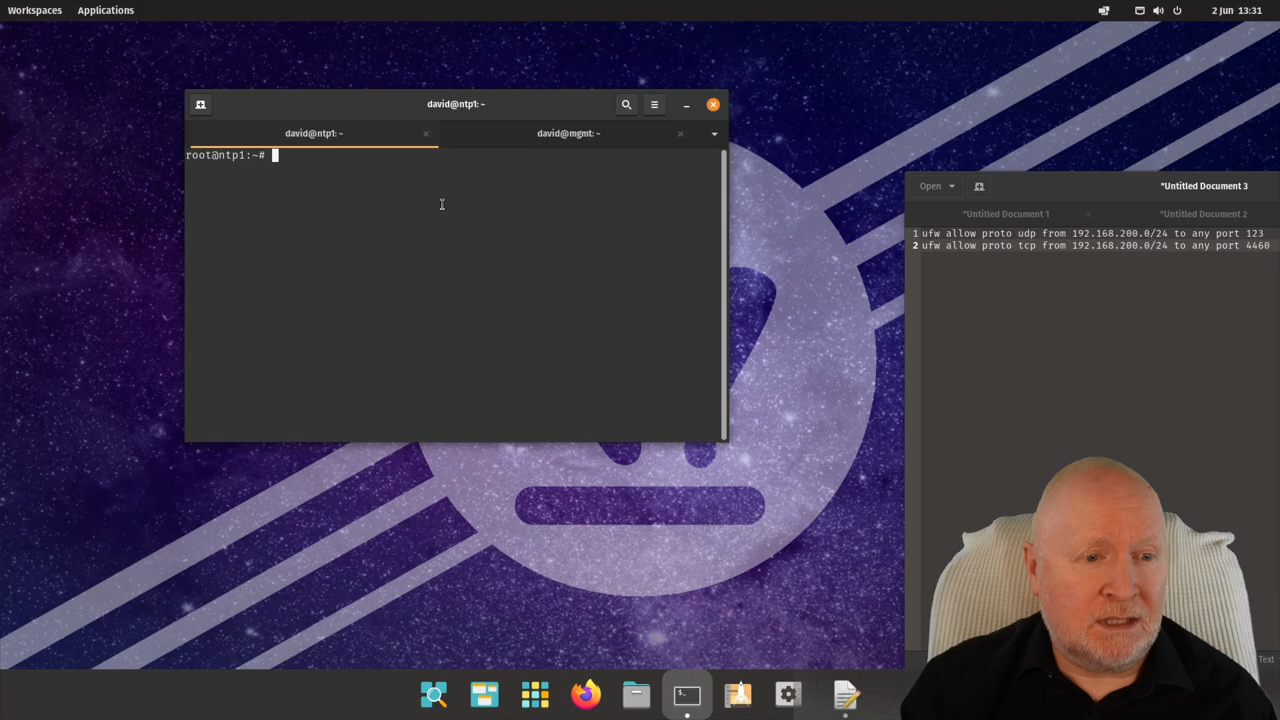 Workspaces Applications 2 Jun 13:31
david@ntp1: ~
david@ntp1: ~ × david@mgmt: ~ ×
root@ntp1:~#
Open *Untitled Document 3
*Untitled Document 1 × *Untitled Document 2
1 ufw allow proto udp from 192.168.200.0/24 to any port 123
2 ufw allow proto tcp from 192.168.200.0/24 to any port 4460
Text